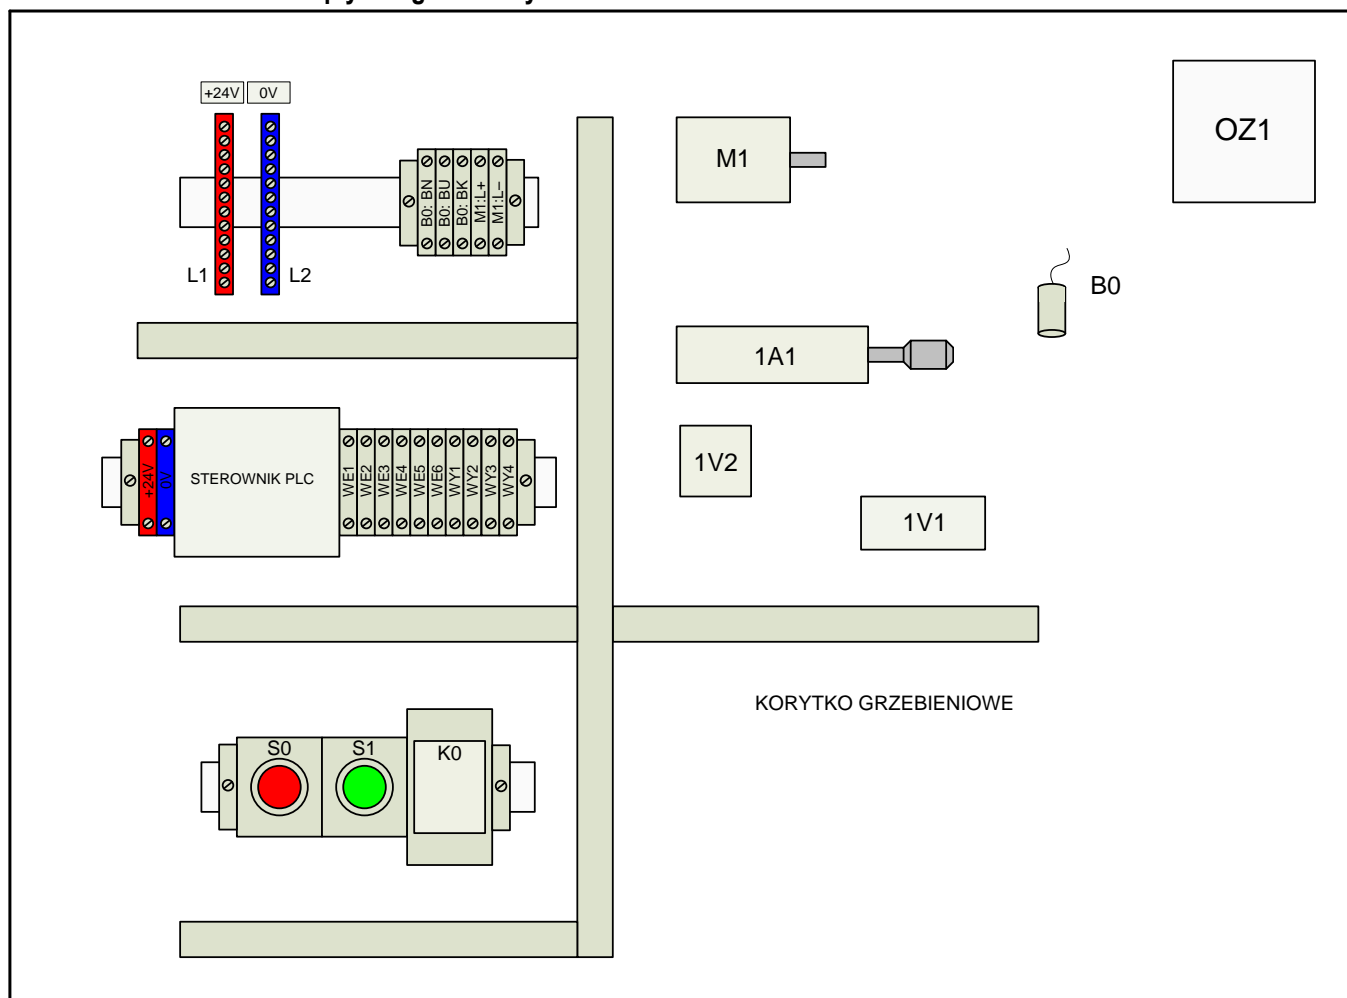 +24V 0V
OZ1
M1
B0: BN
B0: BU
B0: BK
M1:L+
M1:L−
L1 L2
B0
1A1
1V2
+24V
0V
STEROWNIK PLC
WE1
WE2
WE3
WE4
WE5
WE6
WY1
WY2
WY3
WY4
1V1
KORYTKO GRZEBIENIOWE
S0 S1 K0